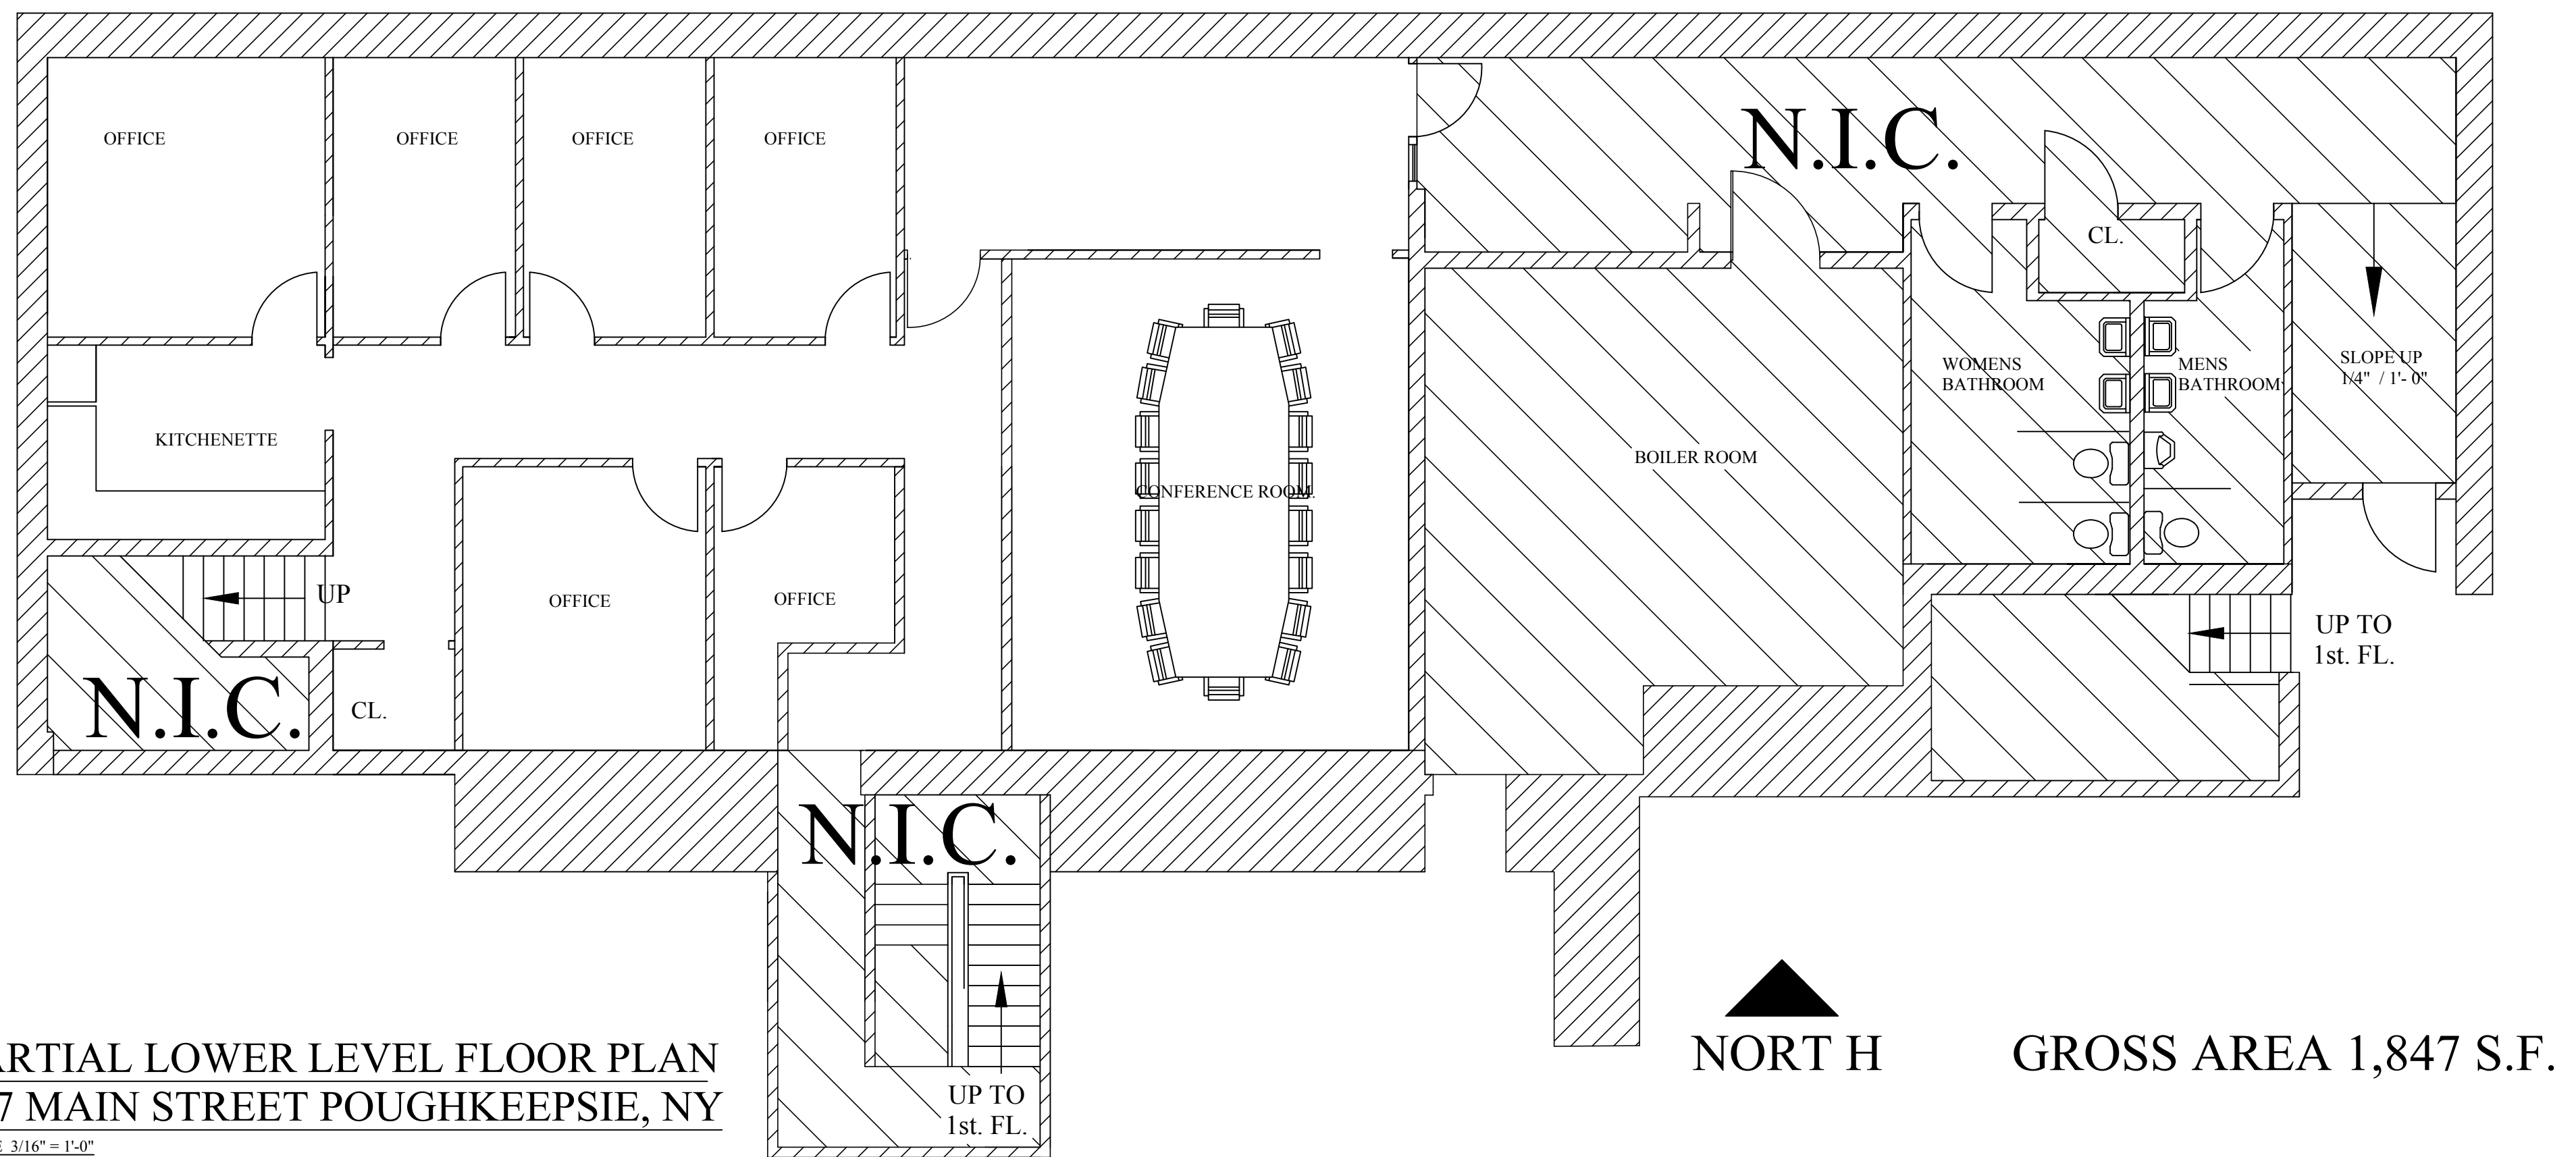 OFFICE
OFFICE
OFFICE
OFFICE
N.I.C.
CL.
WOMENS
BATHROOM
MENS
BATHROOM
SLOPE UP
1/4" / 1'- 0"
KITCHENETTE
BOILER ROOM
CONFERENCE ROOM.
UP
OFFICE
OFFICE
UP TO
1st. FL.
N.I.C.
CL.
N.I.C.
NORT H
GROSS AREA 1,847 S.F.
ARTIAL LOWER LEVEL FLOOR PLAN
7 MAIN STREET POUGHKEEPSIE, NY
E 3/16" = 1'-0"
UP TO
1st. FL.